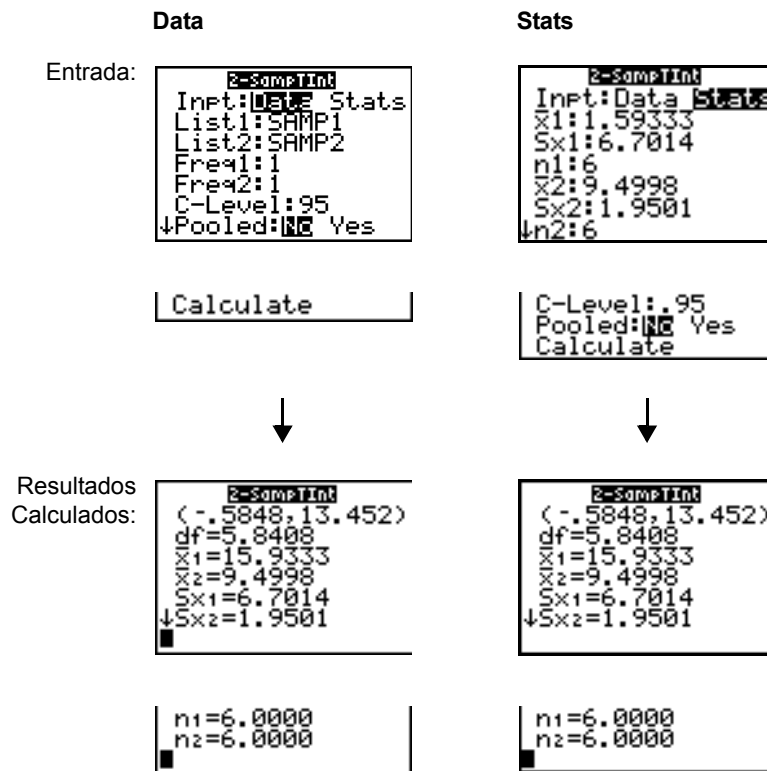 Data
Stats
Entrada:
2-SampTInt
Inpt:Data Stats
List1:SAMP1
List2:SAMP2
Freq1:1
Freq2:1
C-Level:95
↓Pooled:No Yes
Calculate
2-SampTInt
Inpt:Data Stats
x̄1:1.59333
Sx1:6.7014
n1:6
x̄2:9.4998
Sx2:1.9501
↓n2:6
C-Level:.95
Pooled:No Yes
Calculate
Resultados
Calculados:
2-SampTInt
(-.5848,13.452)
df=5.8408
x̄1=15.9333
x̄2=9.4998
Sx1=6.7014
↓Sx2=1.9501
n1=6.0000
n2=6.0000
2-SampTInt
(-.5848,13.452)
df=5.8408
x̄1=15.9333
x̄2=9.4998
Sx1=6.7014
↓Sx2=1.9501
n1=6.0000
n2=6.0000